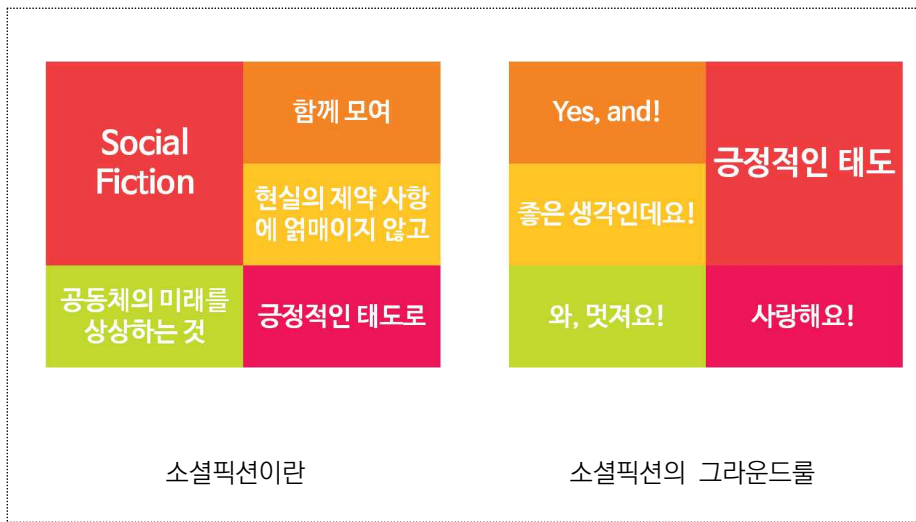 Social
Fiction
함께 모여
현실의 제약 사항
에 얽매이지 않고
공동체의 미래를
상상하는 것
긍정적인 태도로
Yes, and!
긍정적인 태도
좋은 생각인데요!
와, 멋져요!
사랑해요!
소셜픽션이란
소셜픽션의 그라운드룰